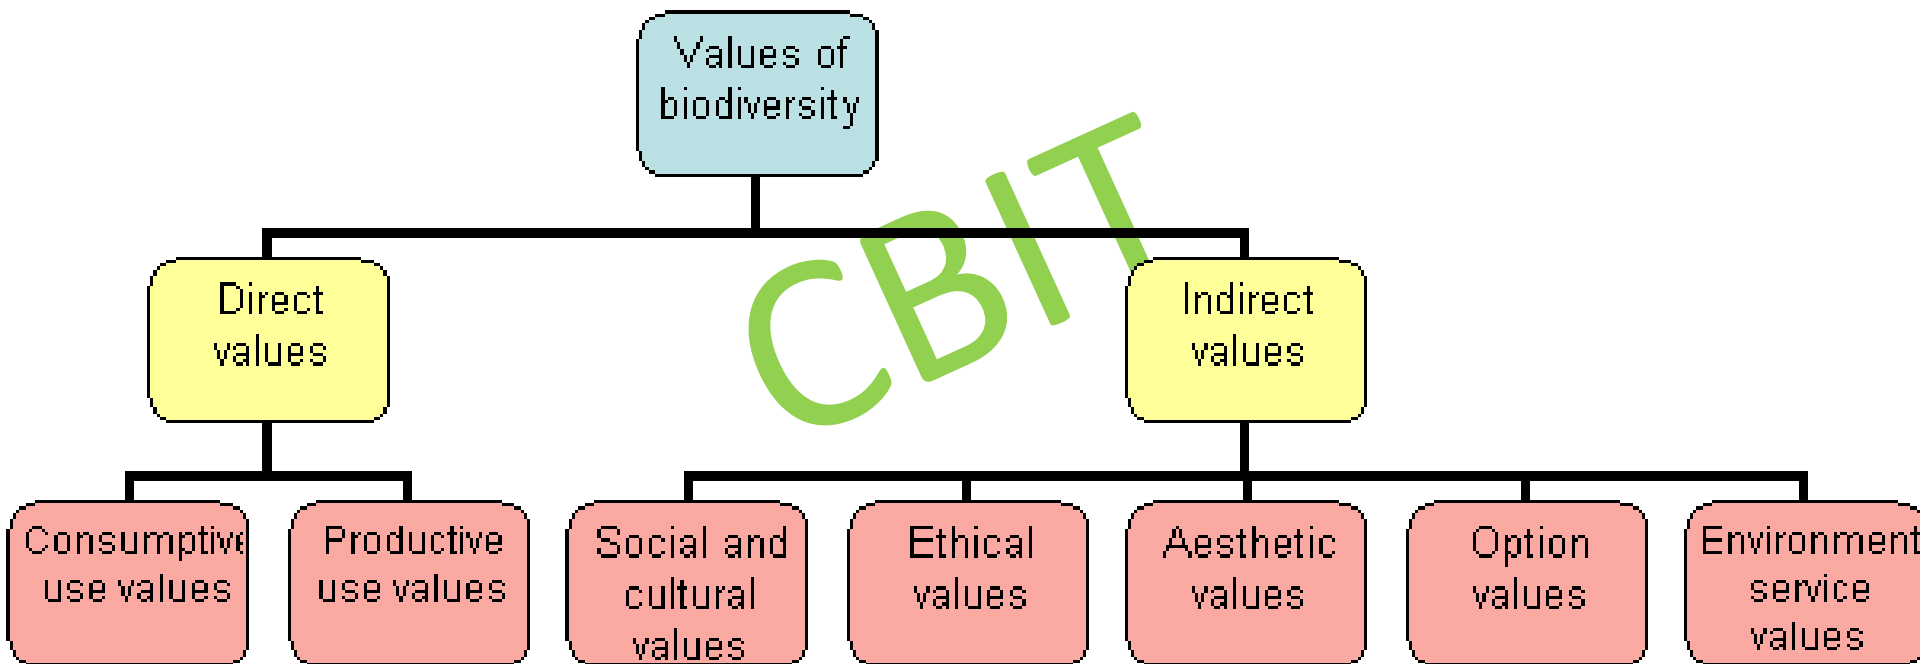 Values of
biodiversity
CBIT
Direct
values
Indirect
values
Consumptive
use values
Productive
use values
Social and
cultural
values
Ethical
values
Aesthetic
values
Option
values
Environment
service
values